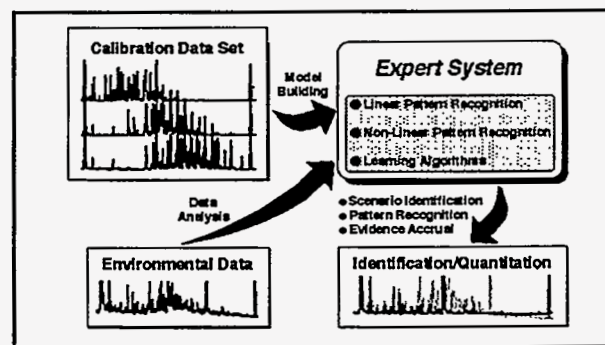 Calibration Data Set
Model
Building
Expert System
Linear Pattern Recognition
Non-Linear Pattern Recognition
Learning Algorithms
Data
Analysis
Scenario Identification
Pattern Recognition
Evidence Accrual
Environmental Data
Identification/Quantitation